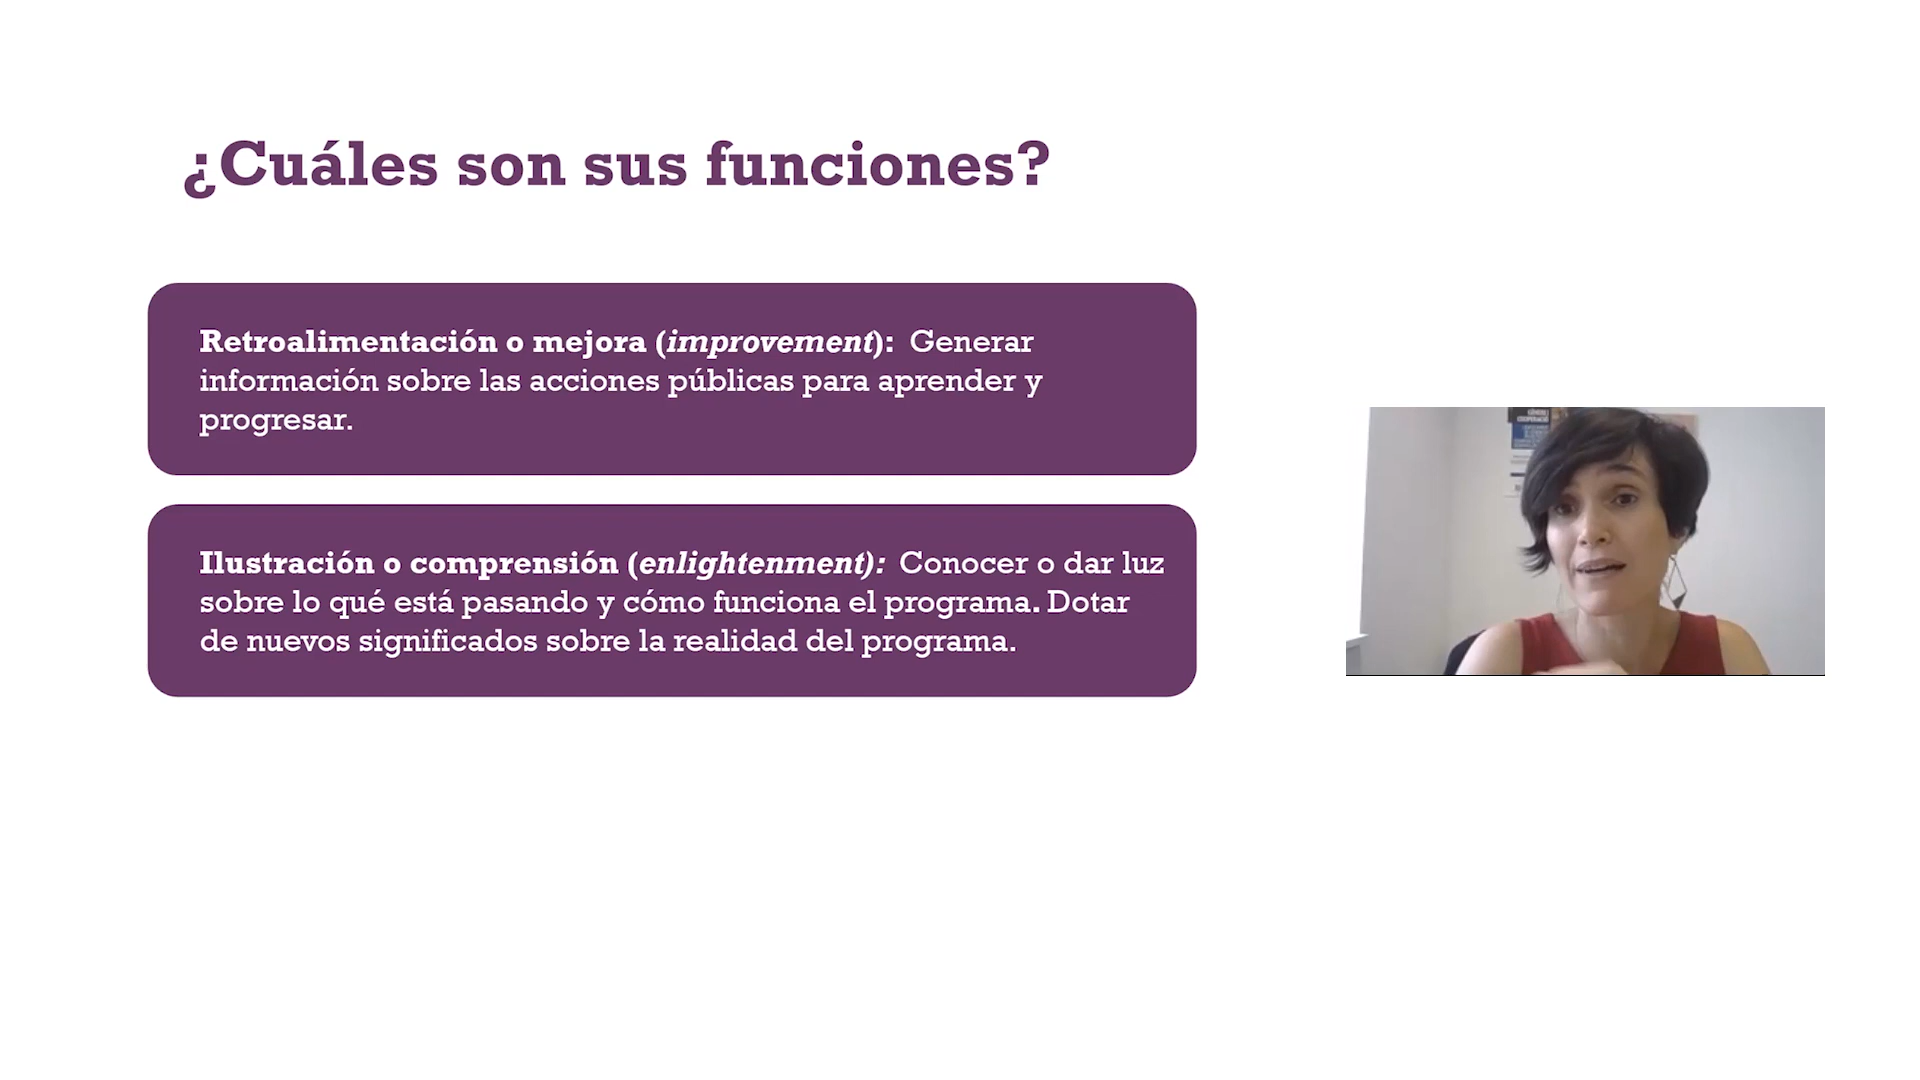 ¿Cuáles son sus funciones?
Retroalimentación o mejora (improvement): Generar
información sobre las acciones públicas para aprender y
progresar.
Ilustración o comprensión (enlightenment): Conocer o dar luz
sobre lo qué está pasando y cómo funciona el programa. Dotar
de nuevos significados sobre la realidad del programa.